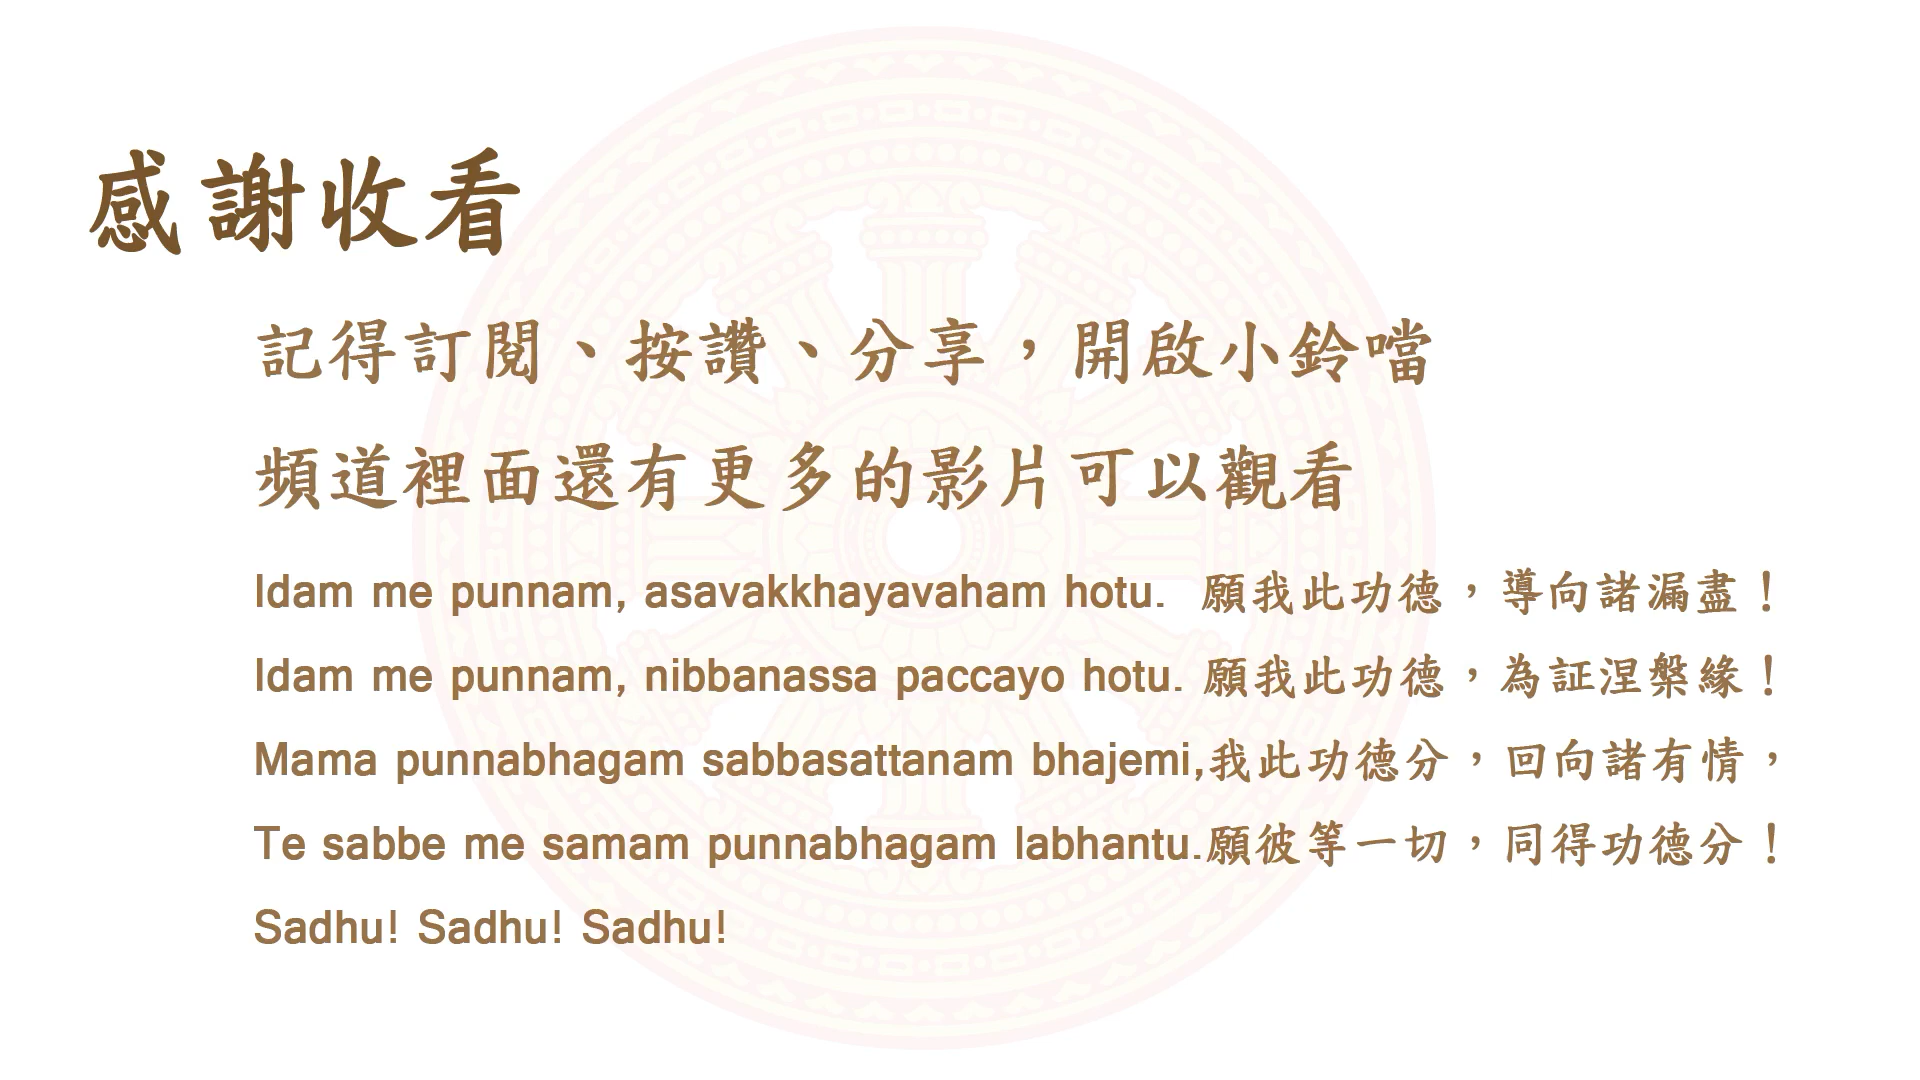 感謝收看
記得訂閱、按讚、分享，開啟小鈴噹
頻道裡面還有更多的影片可以觀看
Idam me punnam, asavakkhayavaham hotu. 願我此功德，導向諸漏盡！
Idam me punnam, nibbanassa paccayo hotu. 願我此功德，為証涅槃緣！
Mama punnabhagam sabbasattanam bhajemi,我此功德分，回向諸有情，
Te sabbe me samam punnabhagam labhantu.願彼等一切，同得功德分！
Sadhu! Sadhu! Sadhu!